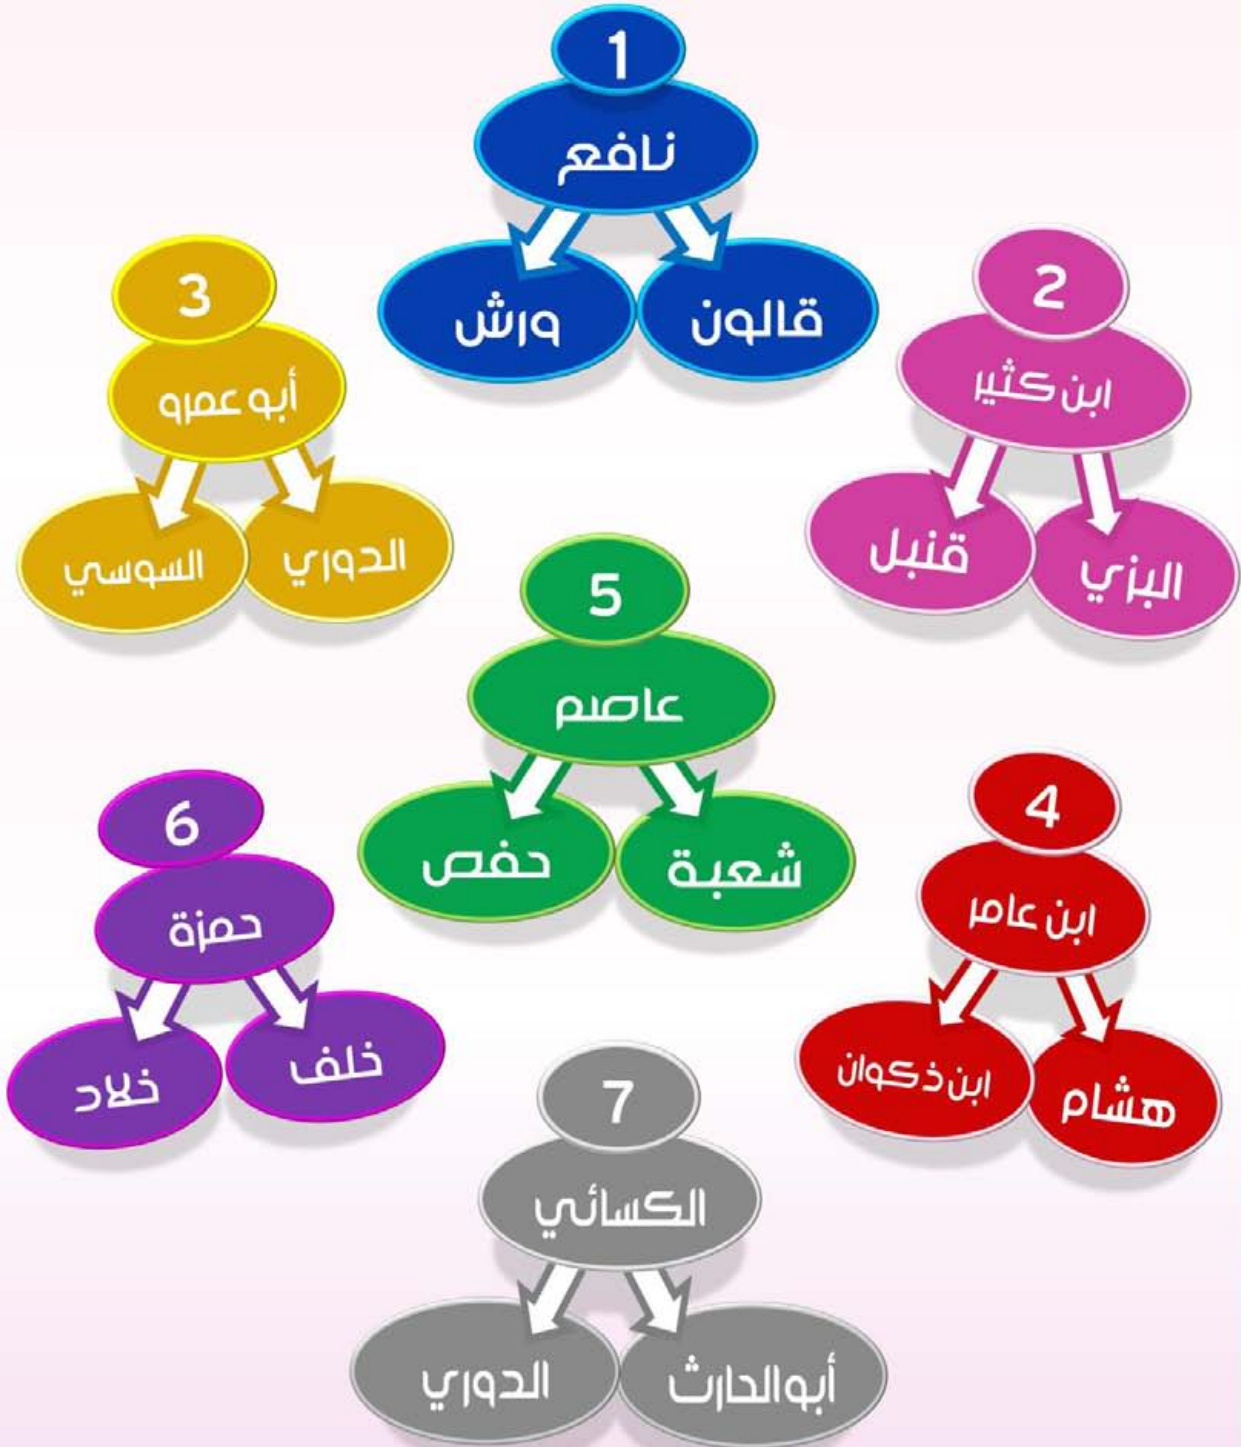 1
نافع
قالون
ورش
2
ابن كثير
البزي
قنبل
3
أبو عمرو
الدوري
السوسي
4
ابن عامر
هشام
ابن ذكوان
5
عاصم
شعبة
حفص
6
حمزة
خلف
خلاد
7
الكسائي
أبو الحارث
الدوري